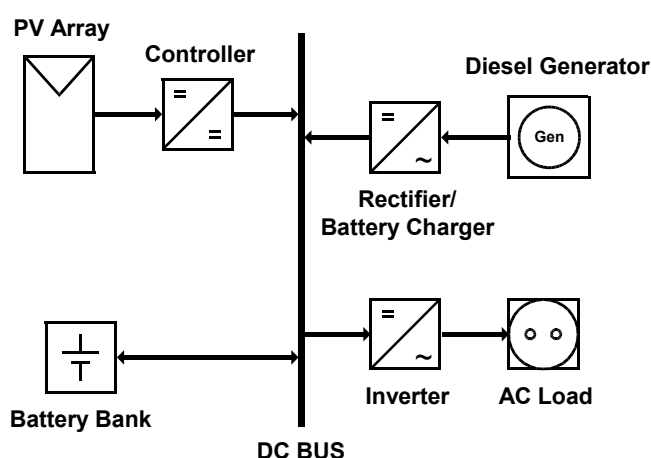 PV Array
Controller
Diesel Generator
=
=
=
~
Gen
Rectifier/
Battery Charger
=
~
Battery Bank
Inverter
AC Load
DC BUS